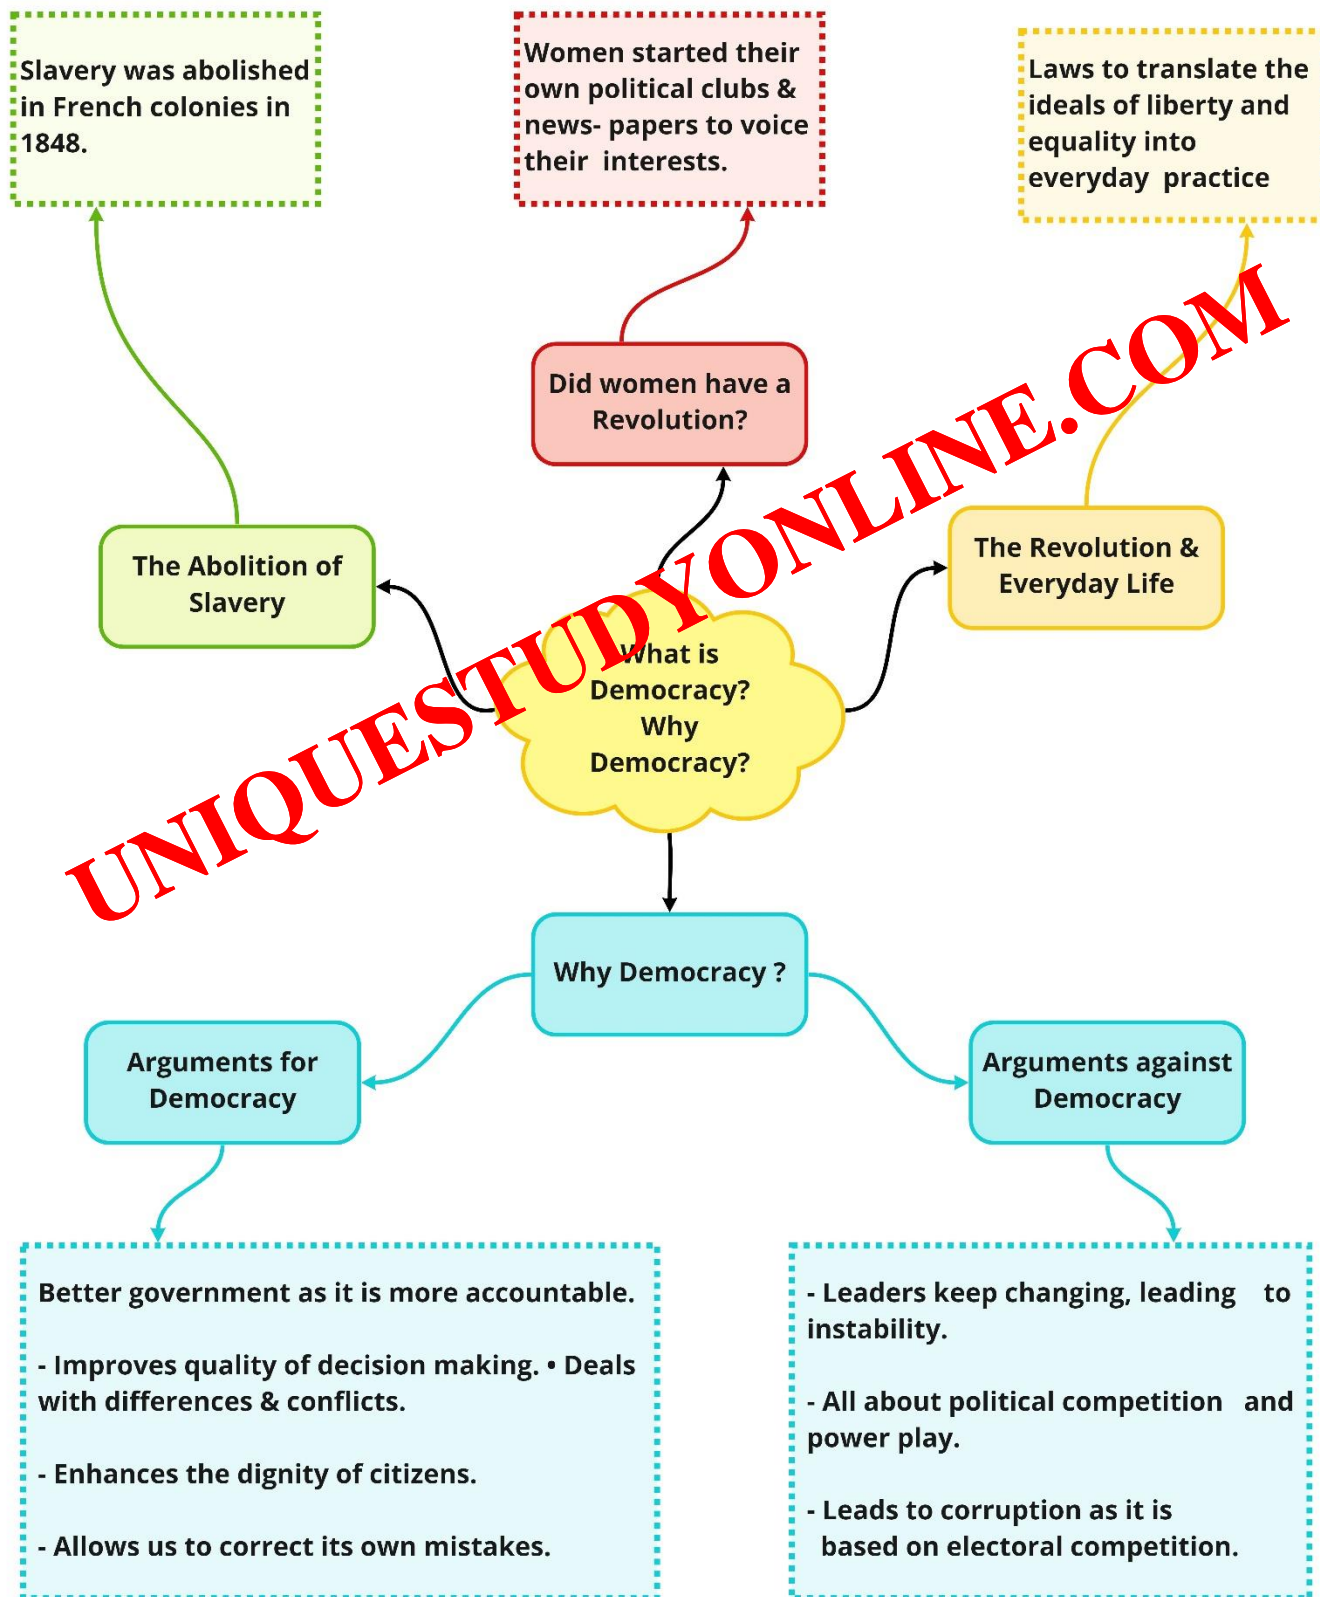 Slavery was abolished
in French colonies in
1848.
Women started their
own political clubs &
news- papers to voice
their interests.
Laws to translate the
ideals of liberty and
equality into
everyday practice
Did women have a
Revolution?
The Abolition of
Slavery
The Revolution &
Everyday Life
What is
Democracy?
Why
Democracy?
UNIQUESTUDYONLINE.COM
Why Democracy ?
Arguments for
Democracy
Arguments against
Democracy
Better government as it is more accountable.
- Improves quality of decision making. • Deals
with differences & conflicts.
- Enhances the dignity of citizens.
- Allows us to correct its own mistakes.
- Leaders keep changing, leading to
instability.
- All about political competition and
power play.
- Leads to corruption as it is
based on electoral competition.